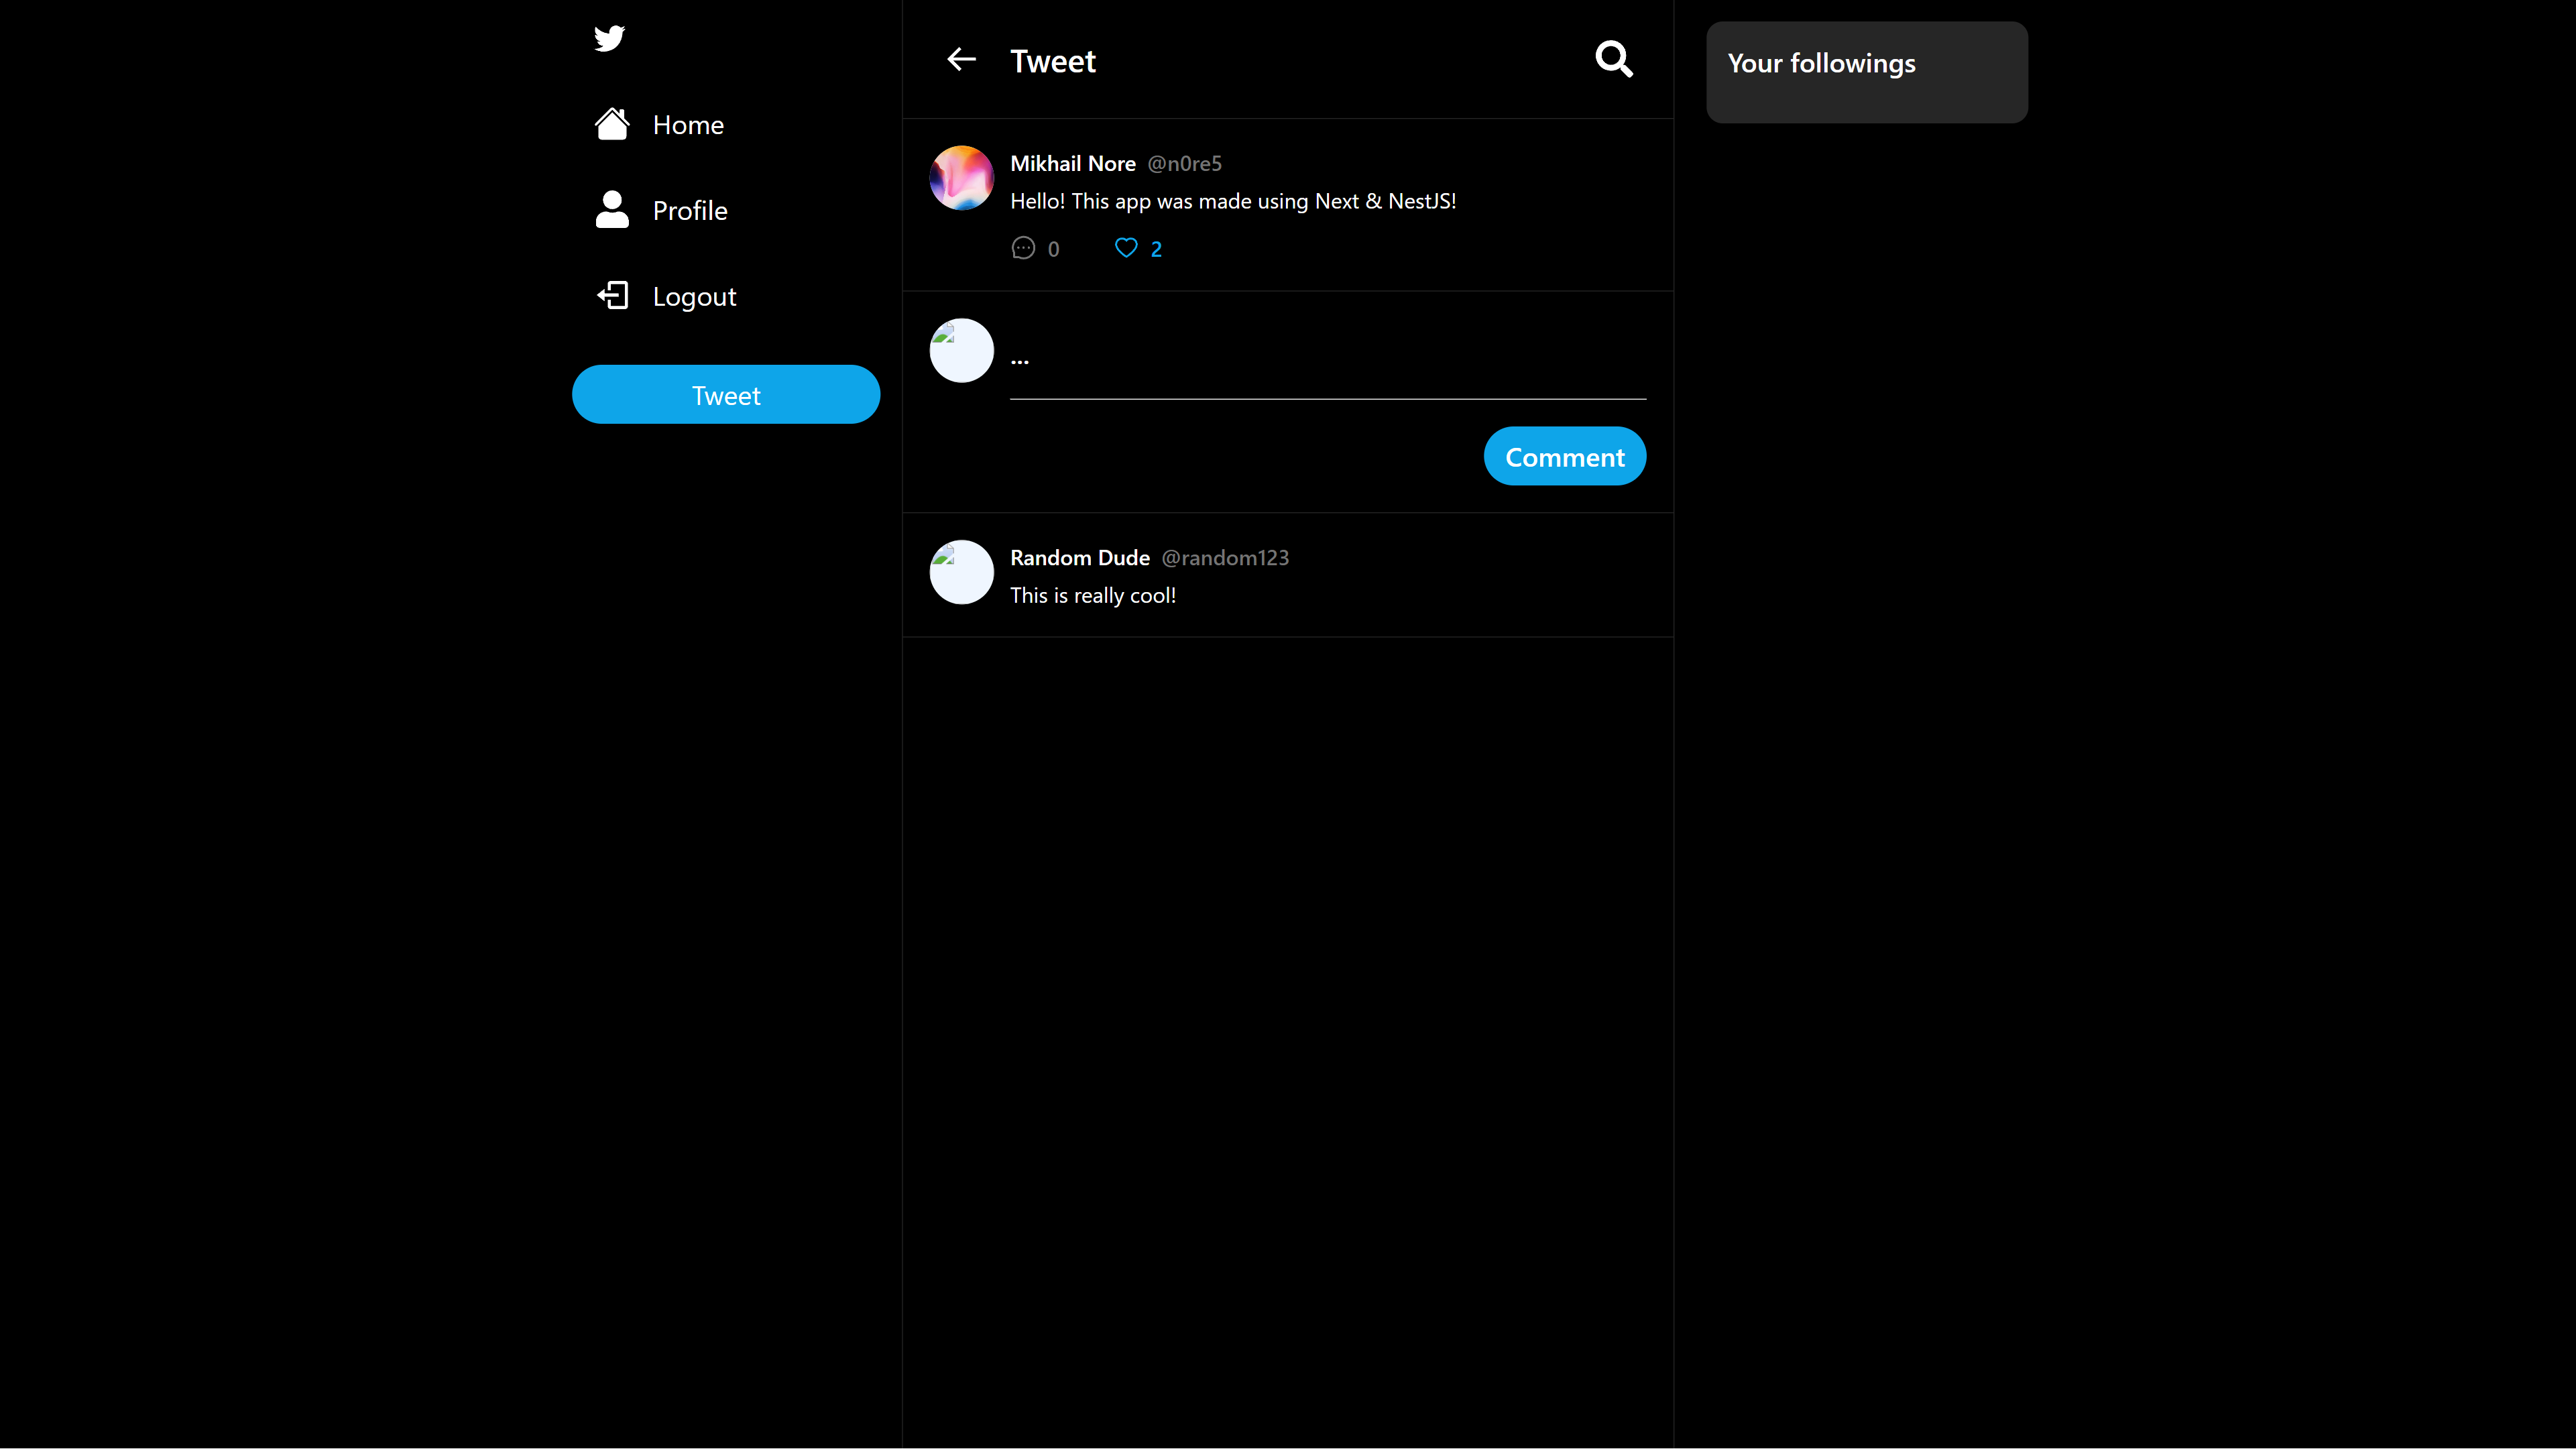 Home
Profile
Logout
Tweet
Tweet
Mikhail Nore @n0re5
Hello! This app was made using Next & NestJS!
0 2
...
Comment
Random Dude @random123
This is really cool!
Your followings